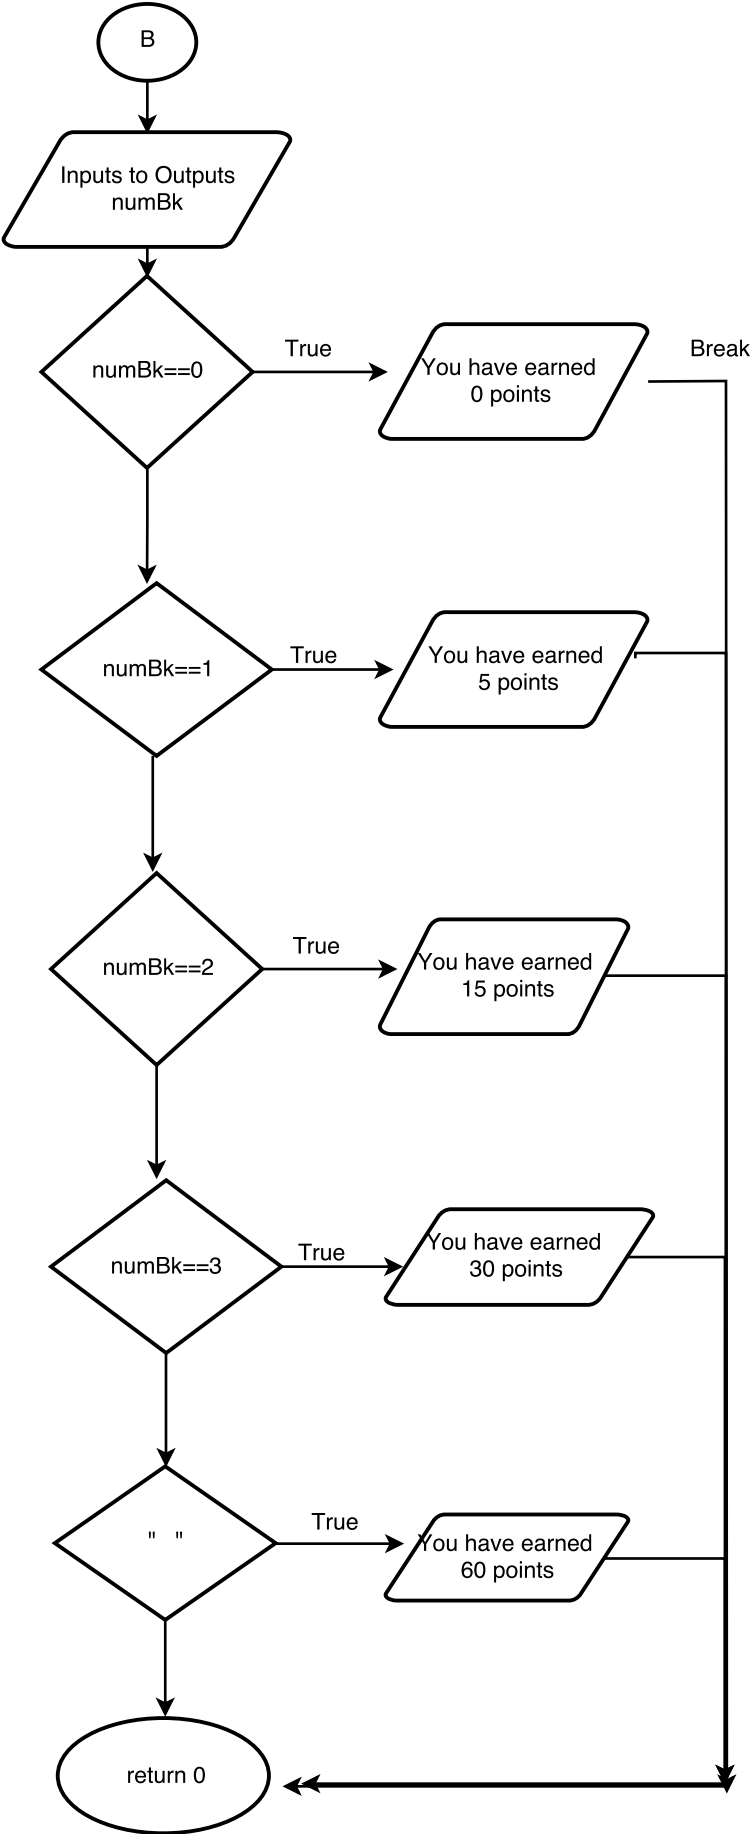 B
Inputs to Outputs
numBk
numBk==0
True
You have earned
0 points
Break
numBk==1
True
You have earned
5 points
numBk==2
True
You have earned
15 points
numBk==3
True
You have earned
30 points
" "
True
You have earned
60 points
return 0